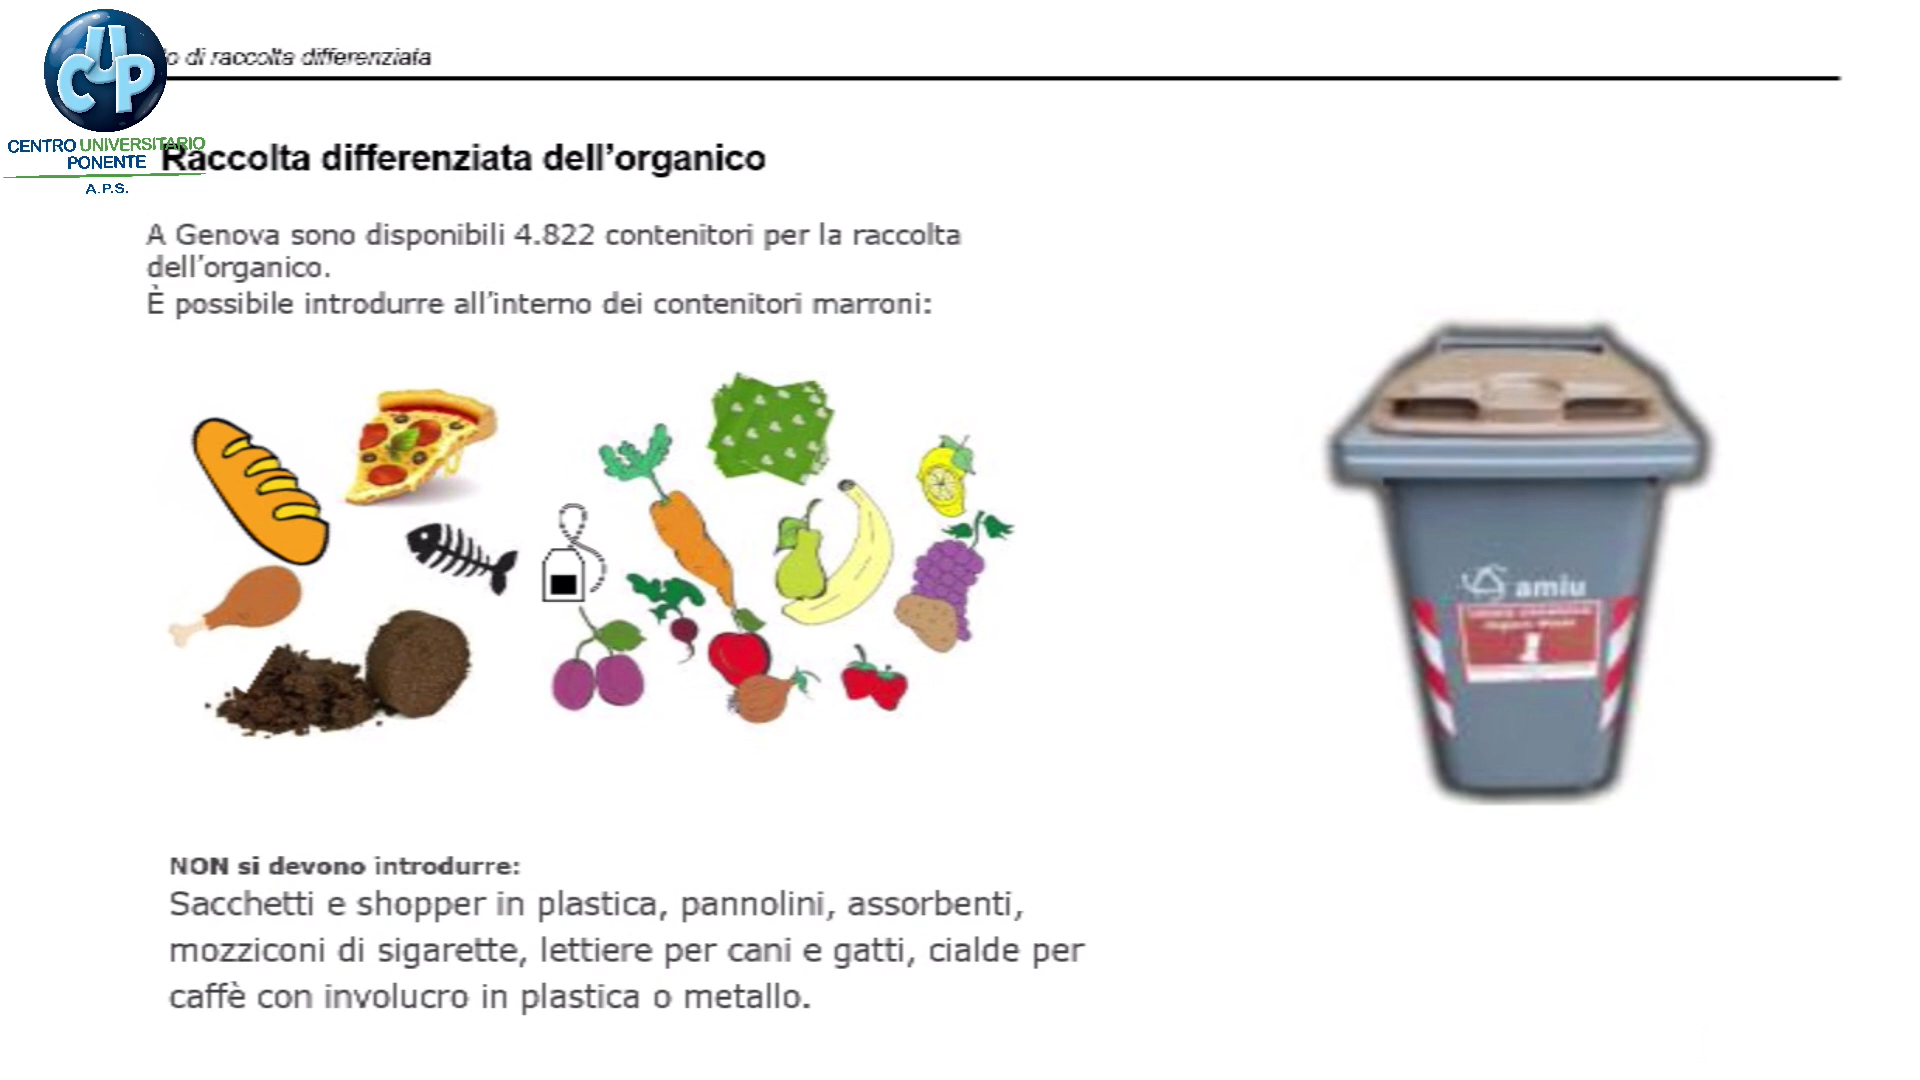 CUP
CENTRO UNIVERSITARIO
PONENTE
A.P.S.
o di raccolta differenziata
Raccolta differenziata dell’organico
A Genova sono disponibili 4.822 contenitori per la raccolta
dell’organico.
È possibile introdurre all’interno dei contenitori marroni:
amiu
NON si devono introdurre:
Sacchetti e shopper in plastica, pannolini, assorbenti,
mozziconi di sigarette, lettiere per cani e gatti, cialde per
caffè con involucro in plastica o metallo.